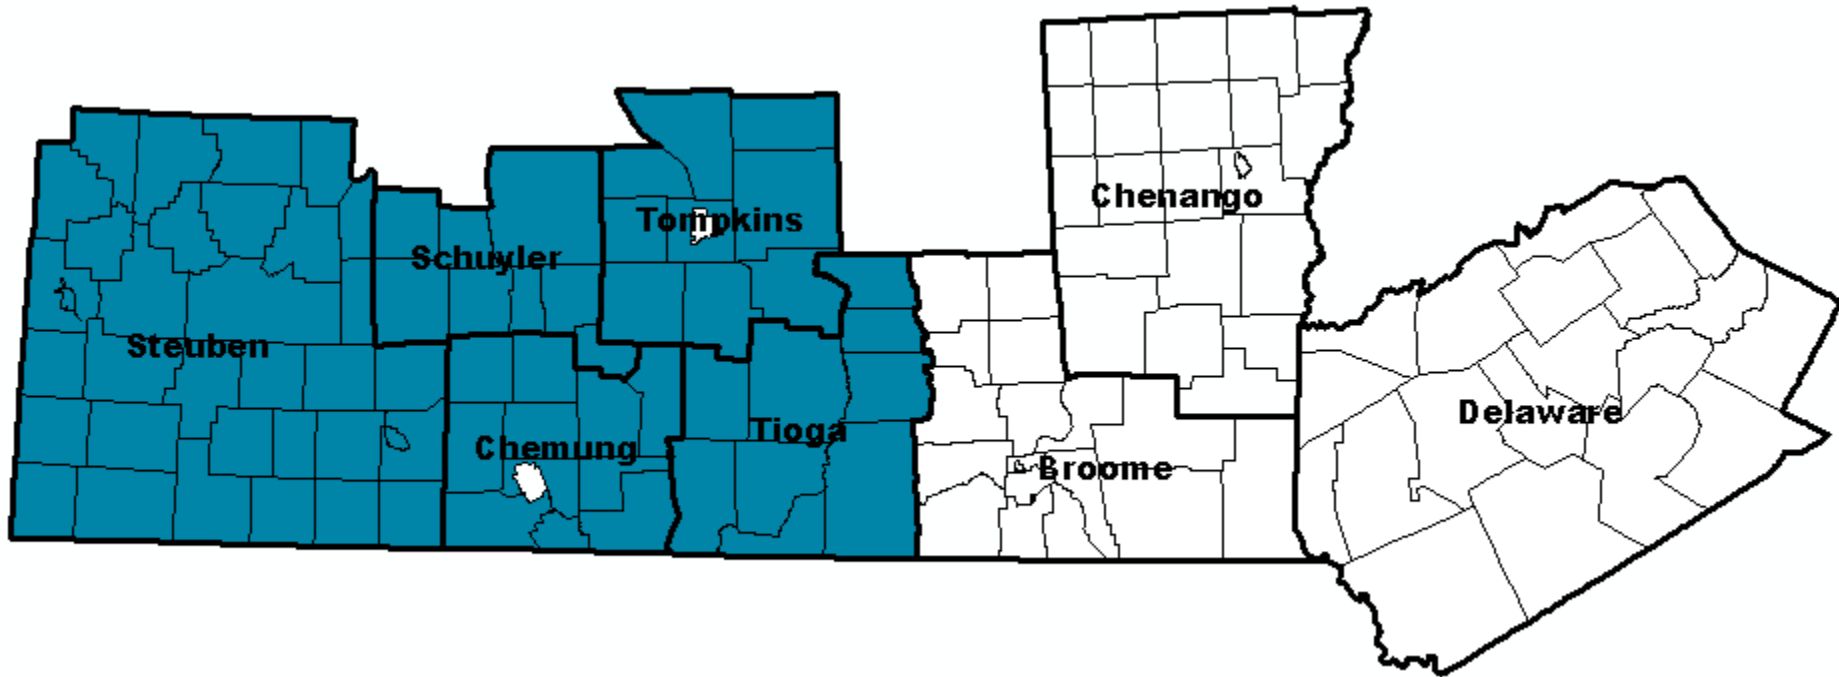 Chenango
Tompkins
Schuyler
Steuben
Delaware
Tioga
Chemung
Broome